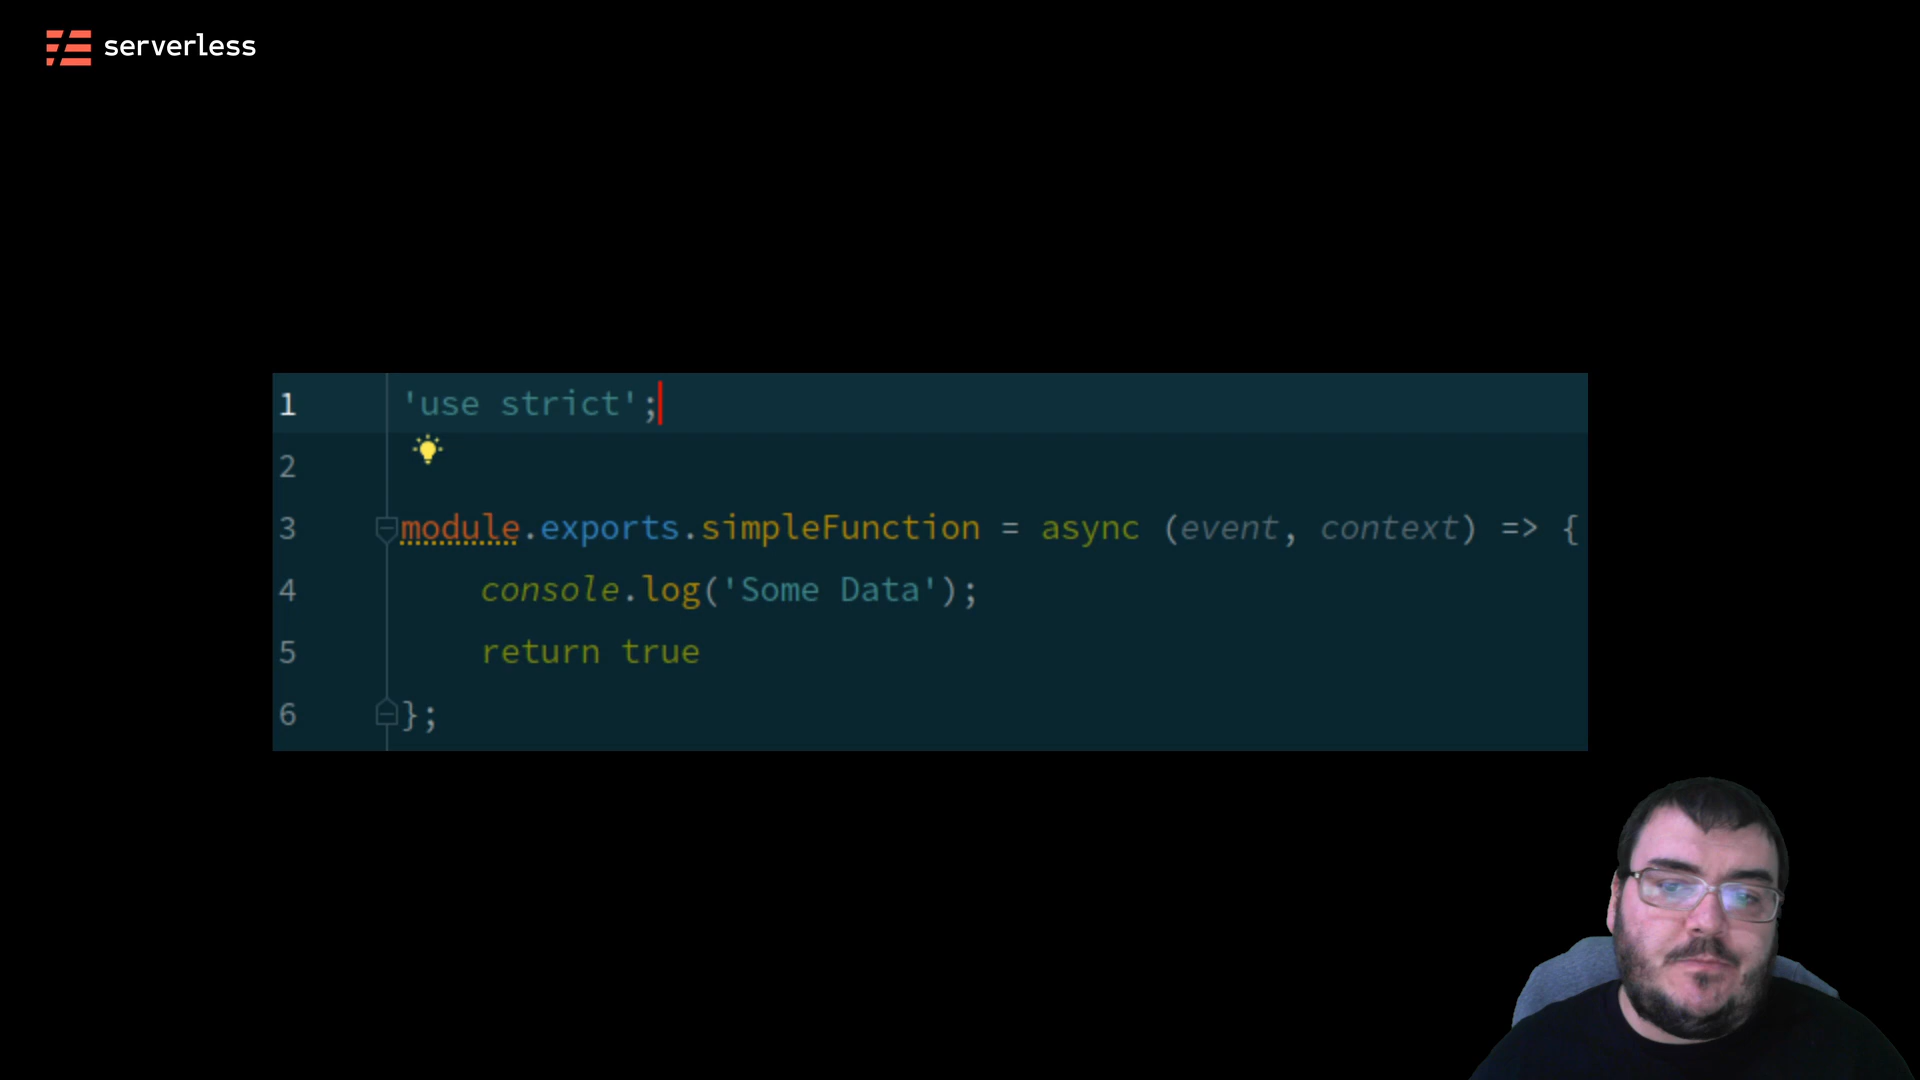 serverless
1 'use strict';
2
3 module.exports.simpleFunction = async (event, context) => {
4 console.log('Some Data');
5 return true
6 };